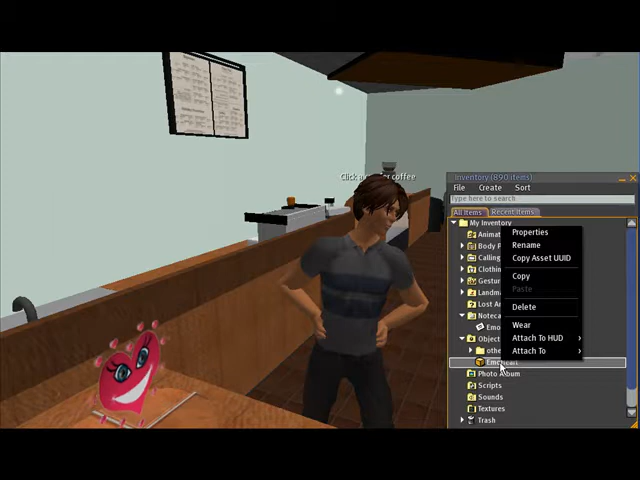 Inventory (890 items)
File Create Sort
Type here to search
All Items Recent Items
My Inventory
Animat
Body P
Calling
Clothin
Gestur
Landma
Lost An
Noteca
Emo
Object
othe
Photo Album
Scripts
Sounds
Textures
Trash
Properties
Rename
Copy Asset UUID
Copy
Paste
Delete
Wear
Attach To HUD
Attach To
coffee